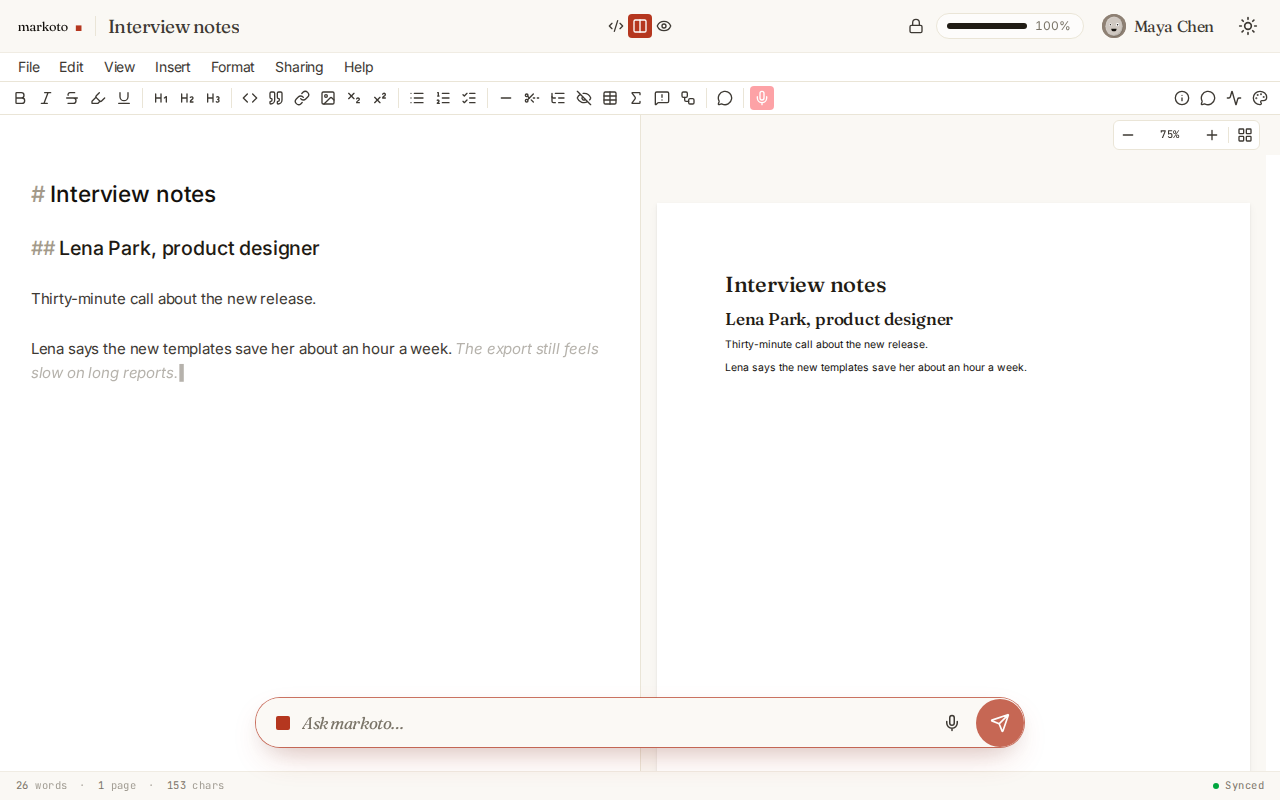 markoto
Interview notes
100%
Maya Chen
File Edit View Insert Format Sharing Help
H1 H2 H3
75%
# Interview notes
## Lena Park, product designer
Thirty-minute call about the new release.
Lena says the new templates save her about an hour a week. The export still feels
slow on long reports.
Interview notes
Lena Park, product designer
Thirty-minute call about the new release.
Lena says the new templates save her about an hour a week.
Ask markoto...
26 words · 1 page · 153 chars
Synced